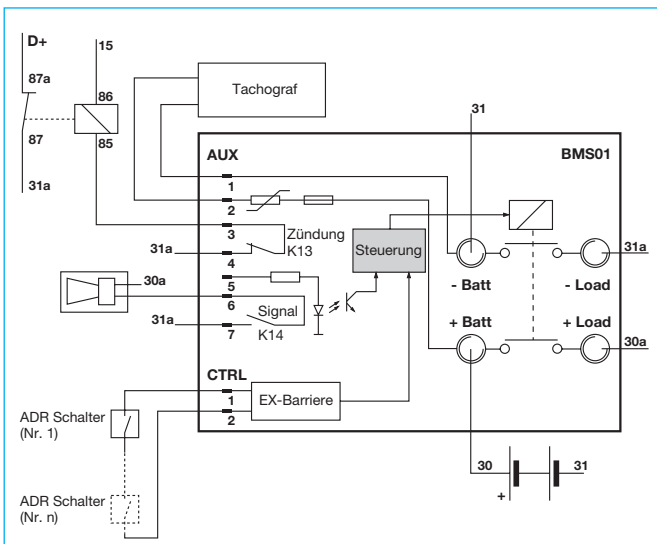 D+
15
87a
86
87
85
31a
Tachograf
31
AUX
BMS01
1
2
3
Zündung
K13
31a
4
Steuerung
31a
- Batt
- Load
5
30a
6
Signal
K14
31a
7
+ Batt
+ Load
30a
CTRL
1
EX-Barriere
2
ADR Schalter
(Nr. 1)
30
31
+
ADR Schalter
(Nr. n)